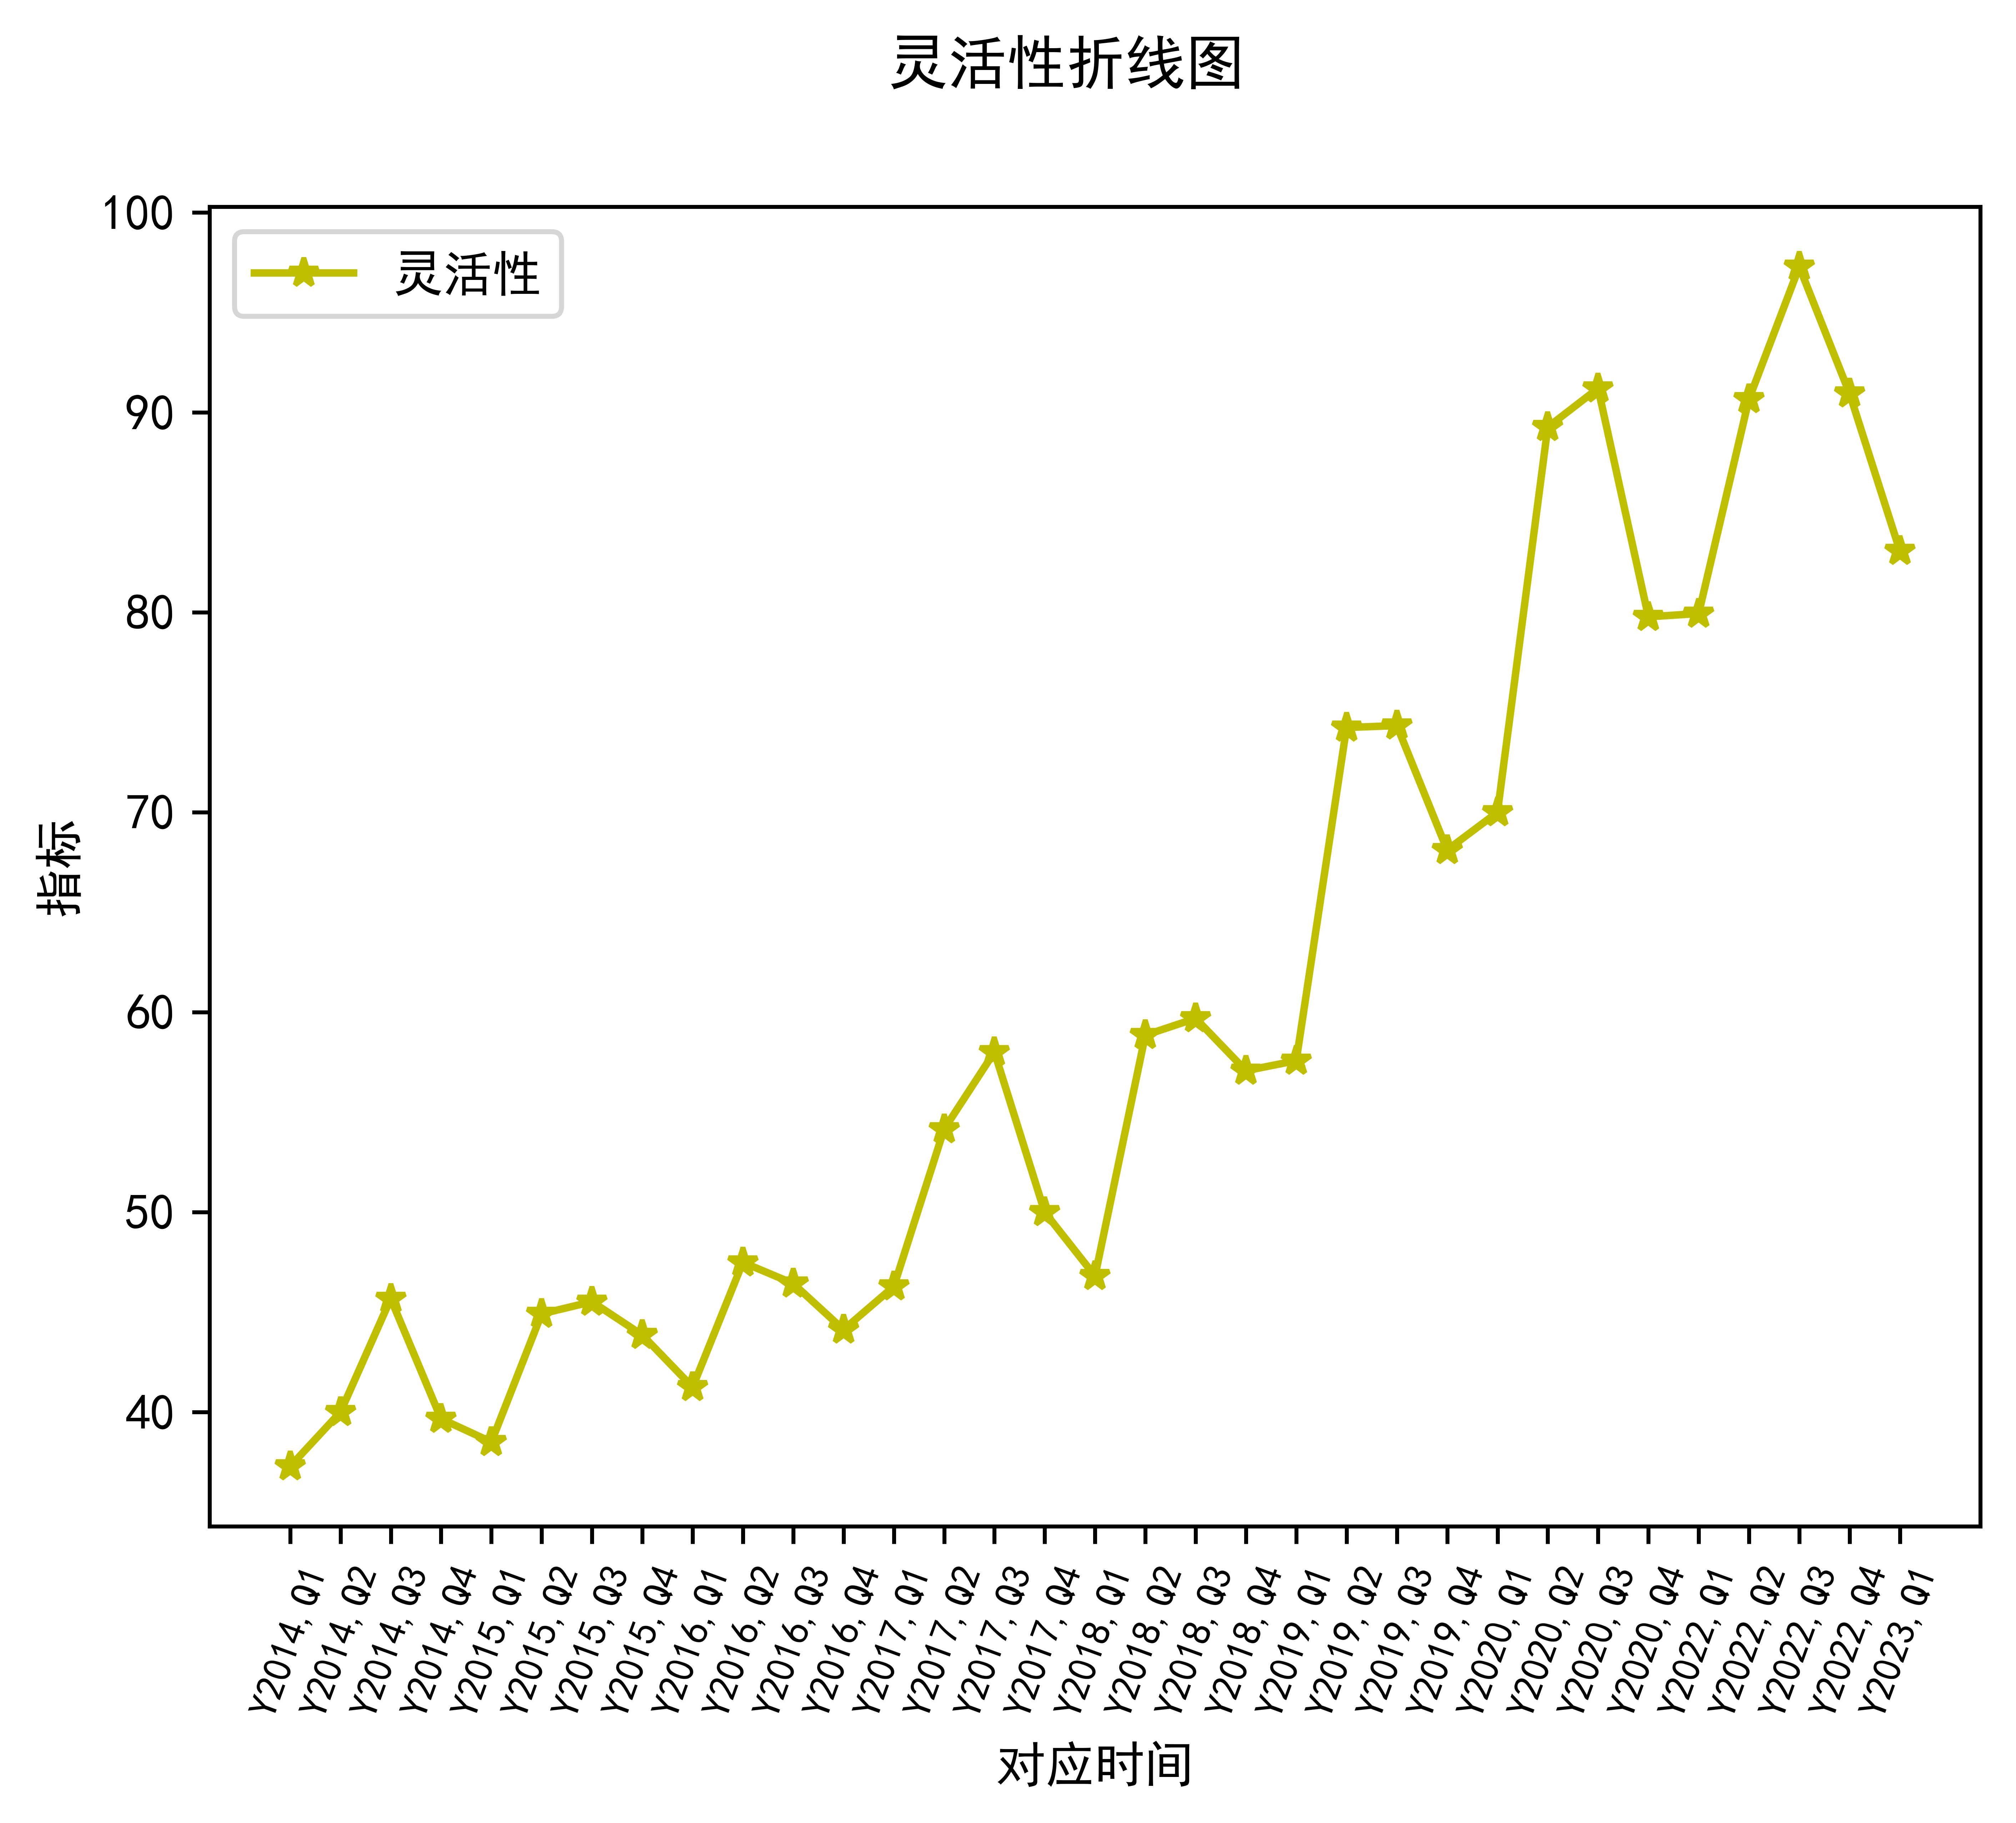 灵活性折线图
灵活性
100
90
80
70
60
50
40
指标
Y2014, Q1
Y2014, Q2
Y2014, Q3
Y2014, Q4
Y2015, Q1
Y2015, Q2
Y2015, Q3
Y2015, Q4
Y2016, Q1
Y2016, Q2
Y2016, Q3
Y2016, Q4
Y2017, Q1
Y2017, Q2
Y2017, Q3
Y2017, Q4
Y2018, Q1
Y2018, Q2
Y2018, Q3
Y2018, Q4
Y2019, Q1
Y2019, Q2
Y2019, Q3
Y2019, Q4
Y2020, Q1
Y2020, Q2
Y2020, Q3
Y2020, Q4
Y2022, Q1
Y2022, Q2
Y2022, Q3
Y2022, Q4
Y2023, Q1
对应时间